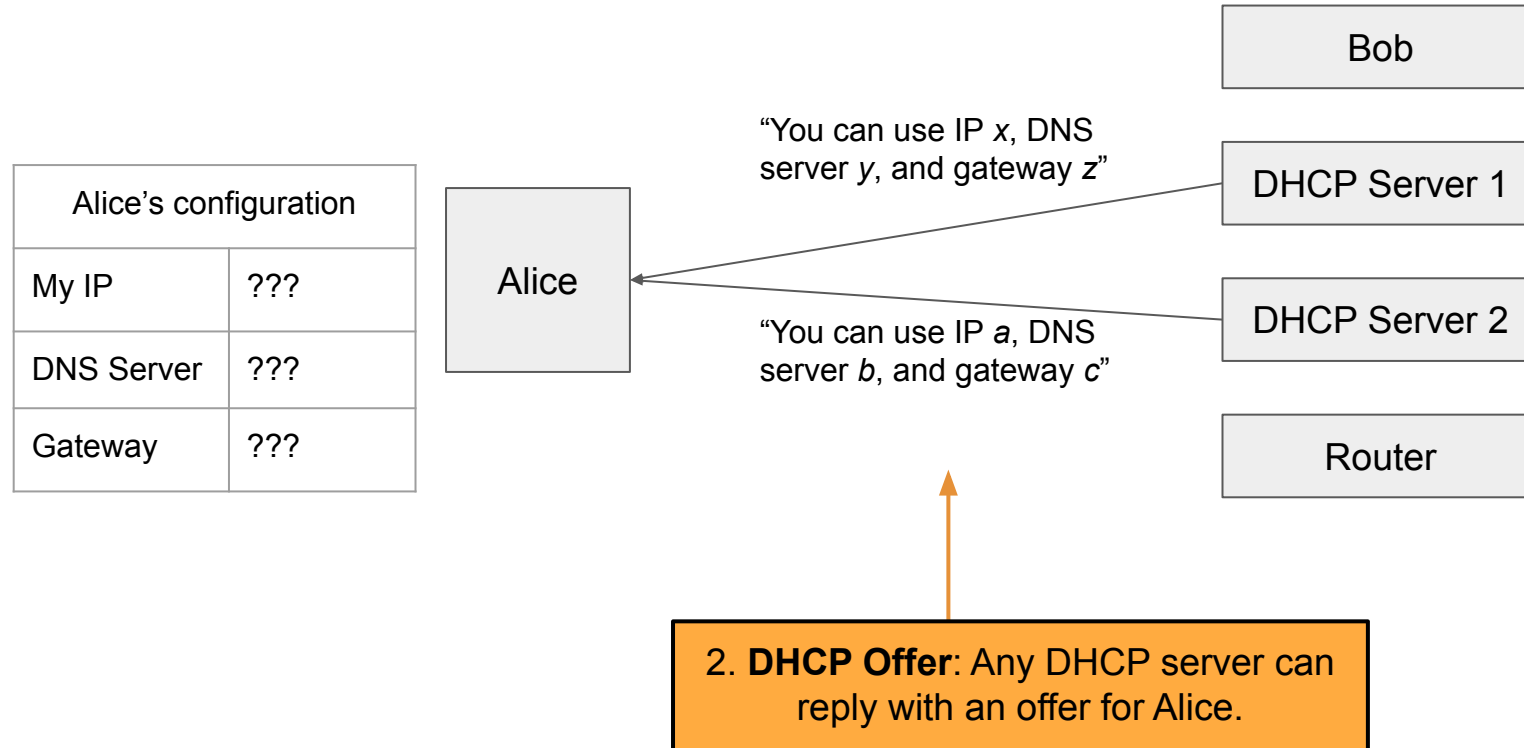 Bob
“You can use IP x, DNS
server y, and gateway z”
DHCP Server 1
Alice’s configuration
My IP ???
DNS Server ???
Gateway ???
Alice
DHCP Server 2
“You can use IP a, DNS
server b, and gateway c”
Router
2. DHCP Offer: Any DHCP server can
reply with an offer for Alice.